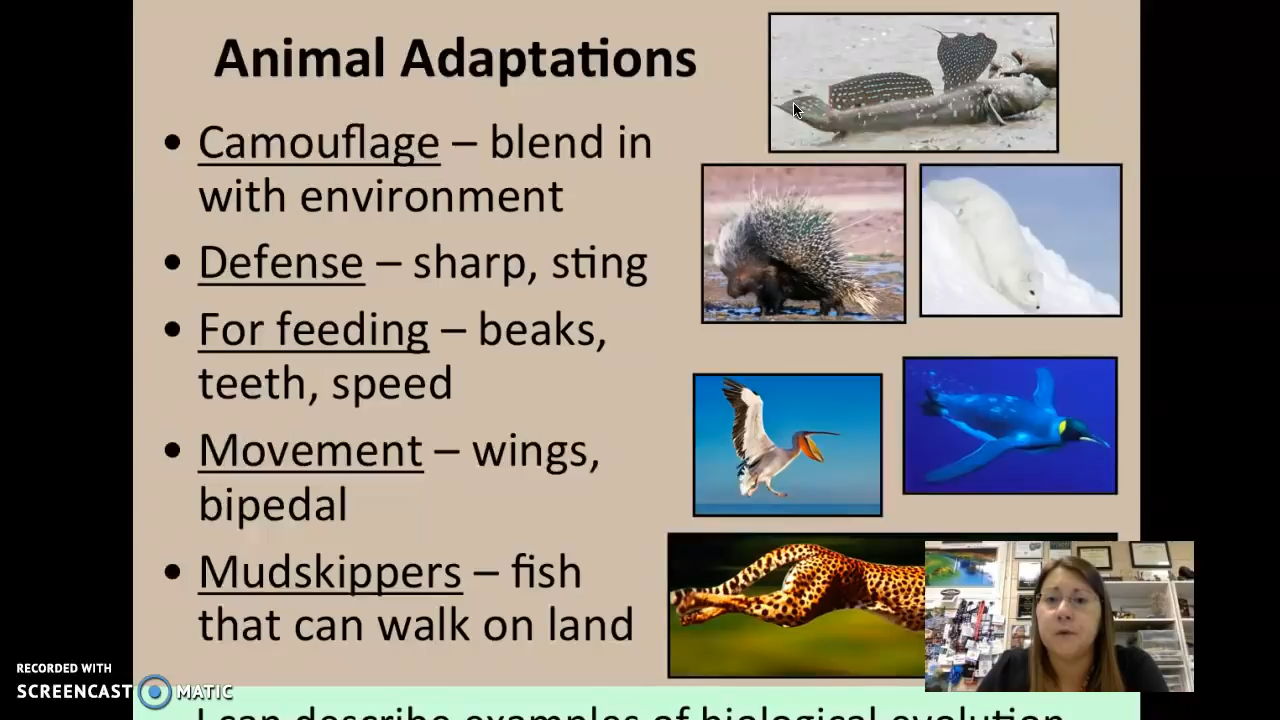 Animal Adaptations
• Camouflage – blend in
with environment
• Defense – sharp, sting
• For feeding – beaks,
teeth, speed
• Movement – wings,
bipedal
• Mudskippers – fish
that can walk on land
RECORDED WITH
SCREENCAST MATIC
I can describe examples of biological evolution